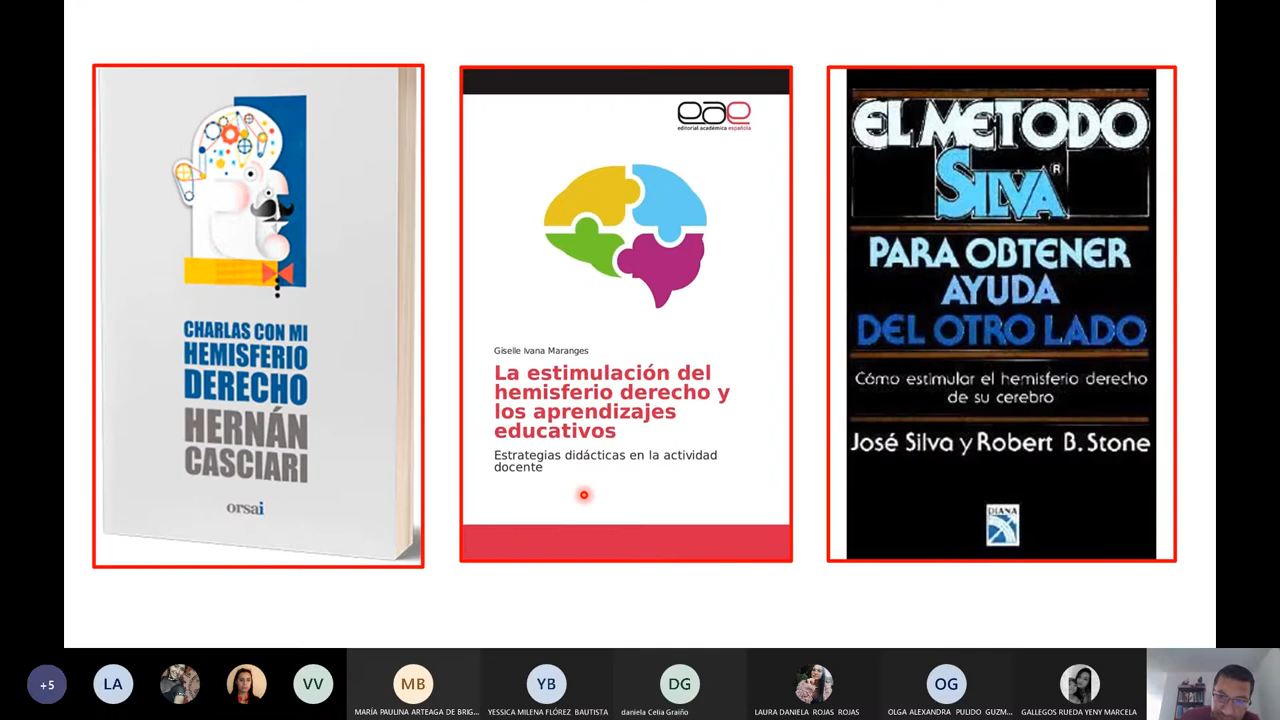 CHARLAS CON MI
HEMISFERIO
DERECHO
HERNÁN
CASCIARI
orsai
eae
editorial académica española
Giselle Ivana Maranges
La estimulación del
hemisferio derecho y
los aprendizajes
educativos
Estrategias didácticas en la actividad
docente
EL METODO
SILVA®
PARA OBTENER
AYUDA
DEL OTRO LADO
Cómo estimular el hemisferio derecho
de su cerebro
José Silva y Robert B. Stone
DIANA
+5
LA
VV
MB
YB
DG
OG
MARÍA PAULINA ARTEAGA DE BRIG...
YESSICA MILENA FLÓREZ BAUTISTA
daniela Celia Graiño
LAURA DANIELA ROJAS ROJAS
OLGA ALEXANDRA PULIDO GUZM...
GALLEGOS RUEDA YENY MARCELA